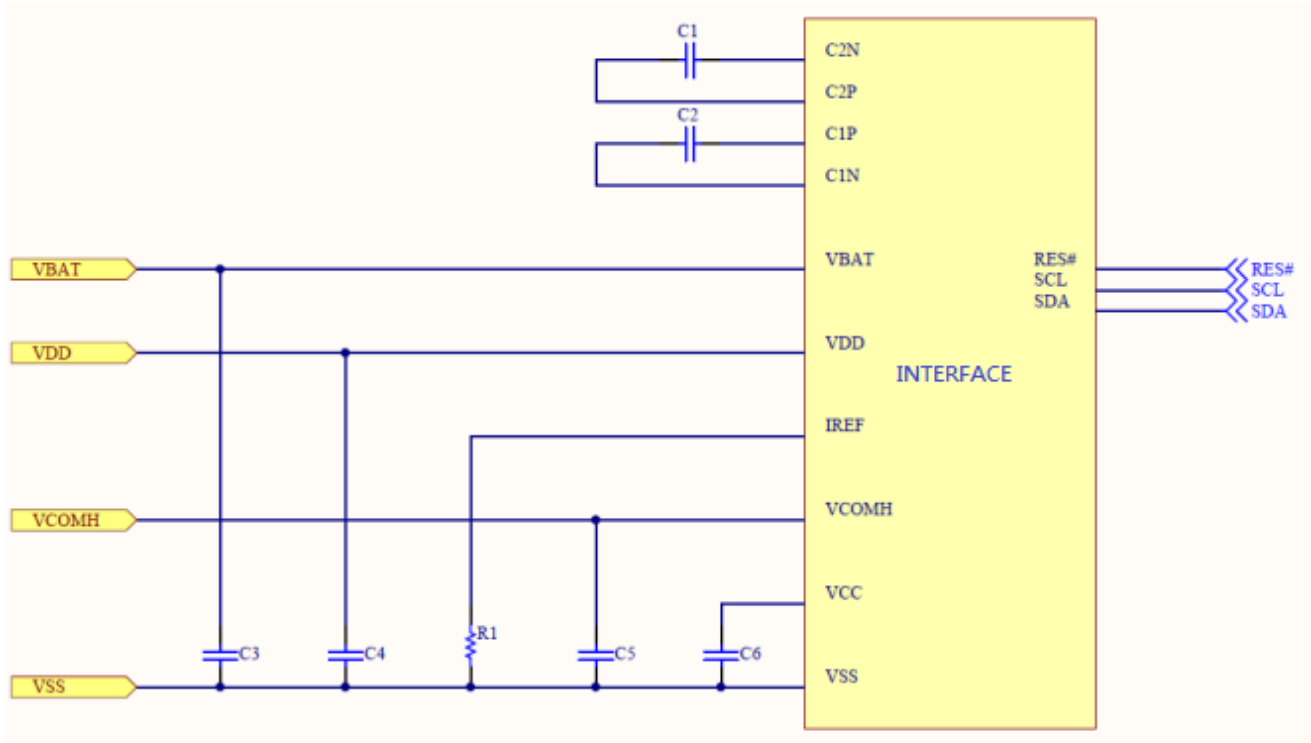 C1
C2N
C2P
C2
C1P
C1N
VBAT
VBAT
RES#
RES#
SCL
SCL
SDA
SDA
VDD
VDD
INTERFACE
IREF
VCOMH
VCOMH
VCC
C3
C4
R1
C5
C6
VSS
VSS